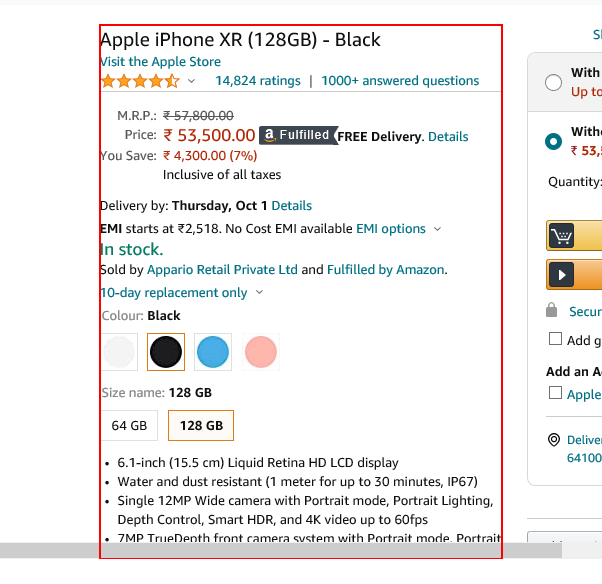 Apple iPhone XR (128GB) - Black
Visit the Apple Store
14,824 ratings | 1000+ answered questions
M.R.P.: ₹ 57,800.00
Price: ₹ 53,500.00 a Fulfilled FREE Delivery. Details
You Save: ₹ 4,300.00 (7%)
Inclusive of all taxes
Delivery by: Thursday, Oct 1 Details
EMI starts at ₹2,518. No Cost EMI available EMI options
In stock.
Sold by Appario Retail Private Ltd and Fulfilled by Amazon.
10-day replacement only
Colour: Black
Size name: 128 GB
64 GB 128 GB
• 6.1-inch (15.5 cm) Liquid Retina HD LCD display
• Water and dust resistant (1 meter for up to 30 minutes, IP67)
• Single 12MP Wide camera with Portrait mode, Portrait Lighting,
Depth Control, Smart HDR, and 4K video up to 60fps
• 7MP TrueDepth front camera system with Portrait mode, Portrait
With
Up to
₹ 53,5
Quantity:
Secur
Add g
Add an A
Apple
Deliver
64100